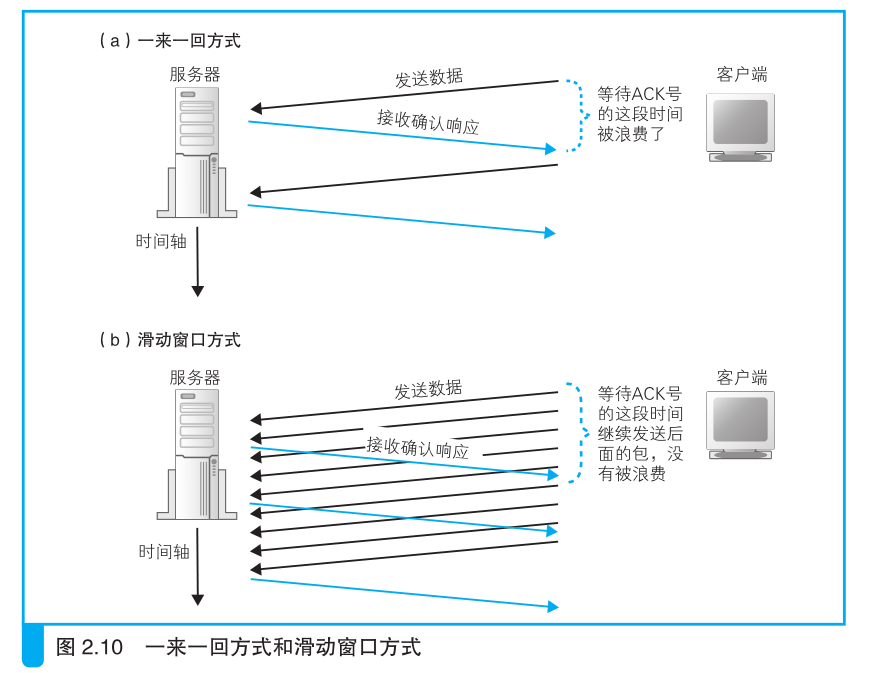 （a）一来一回方式
服务器
发送数据
客户端
接收确认响应
等待ACK号
的这段时间
被浪费了
时间轴
（b）滑动窗口方式
服务器
发送数据
客户端
接收确认响应
等待ACK号
的这段时间
继续发送后
面的包，没
有被浪费
时间轴
图 2.10 一来一回方式和滑动窗口方式